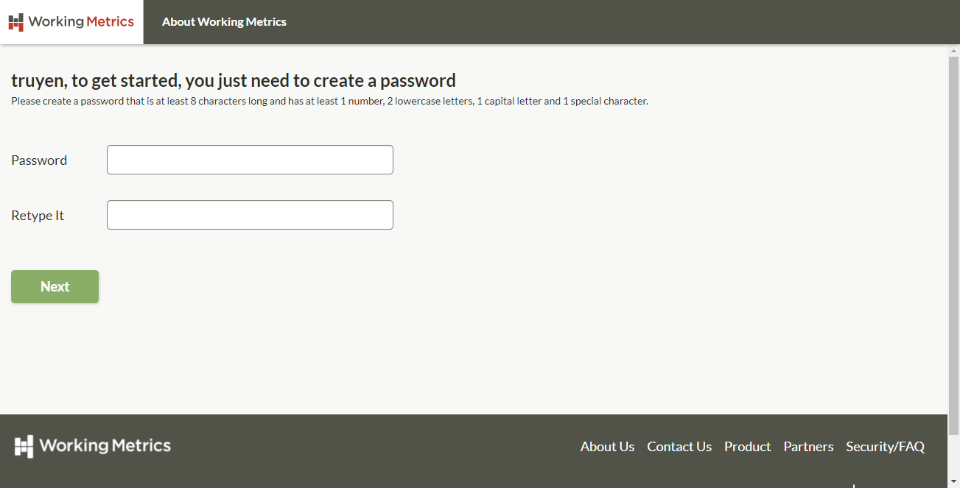 Working Metrics About Working Metrics
truyen, to get started, you just need to create a password
Please create a password that is at least 8 characters long and has at least 1 number, 2 lowercase letters, 1 capital letter and 1 special character.
Password
Retype It
Next
Working Metrics About Us Contact Us Product Partners Security/FAQ